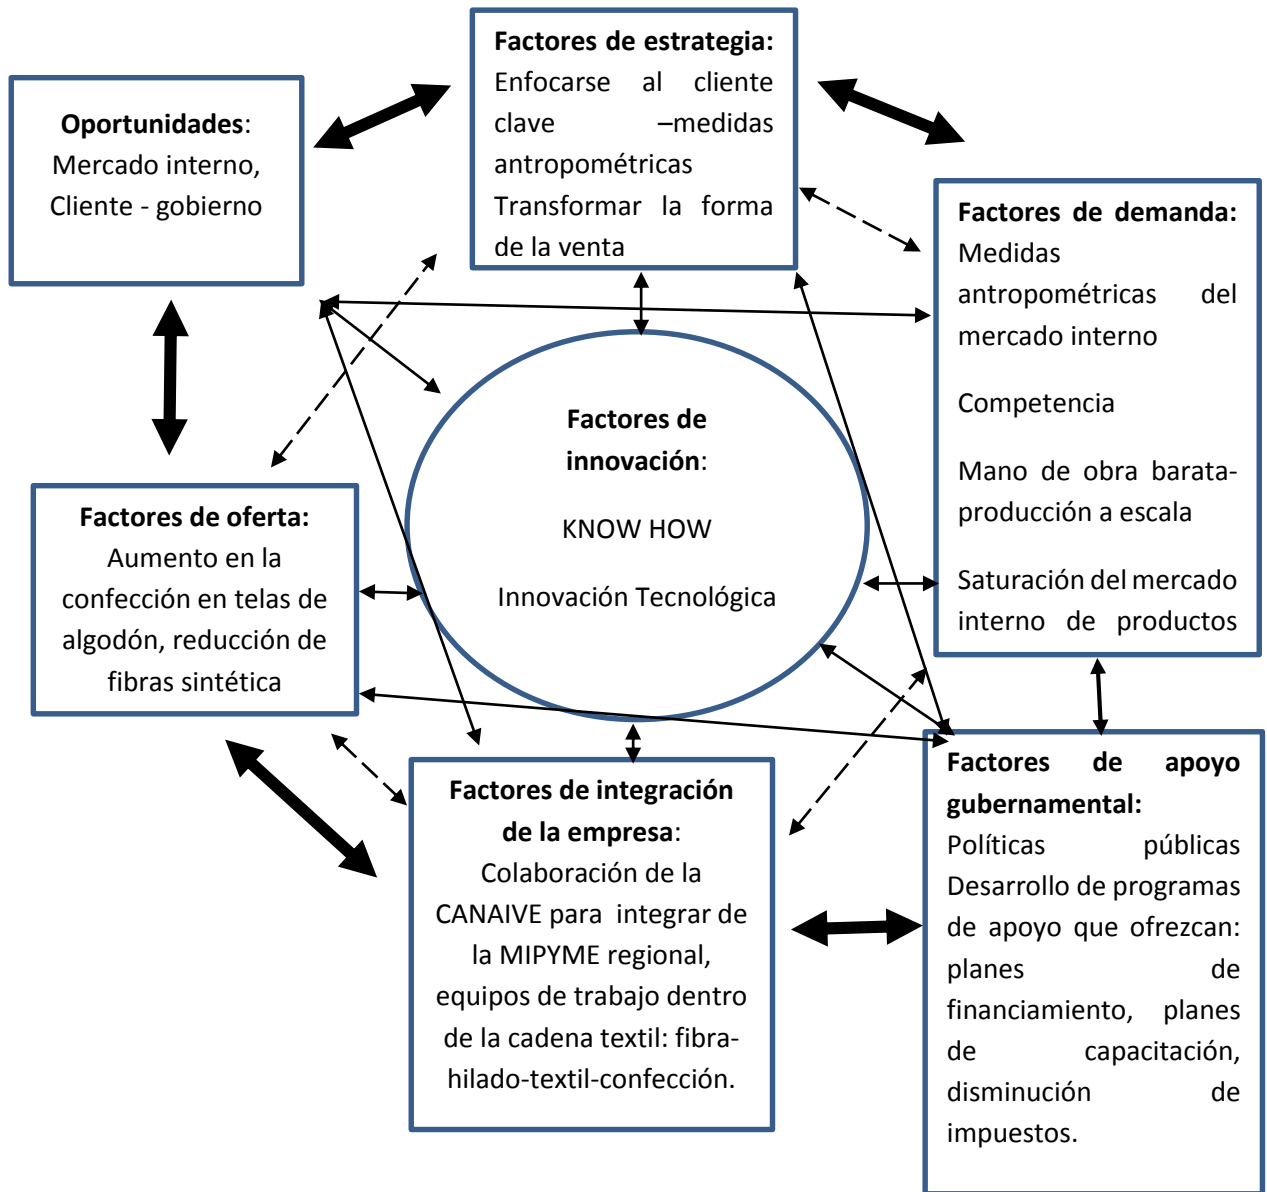 Oportunidades:
Mercado interno,
Cliente - gobierno
Factores de estrategia:
Enfocarse al cliente
clave –medidas
antropométricas
Transformar la forma
de la venta
Factores de demanda:
Medidas
antropométricas del
mercado interno
Competencia
Mano de obra barata-
producción a escala
Saturación del mercado
interno de productos
Factores de
innovación:
KNOW HOW
Innovación Tecnológica
Factores de oferta:
Aumento en la
confección en telas de
algodón, reducción de
fibras sintética
Factores de integración
de la empresa:
Colaboración de la
CANAIVE para integrar de
la MIPYME regional,
equipos de trabajo dentro
de la cadena textil: fibra-
hilado-textil-confección.
Factores de apoyo
gubernamental:
Políticas públicas
Desarrollo de programas
de apoyo que ofrezcan:
planes de
financiamiento, planes
de capacitación,
disminución de
impuestos.